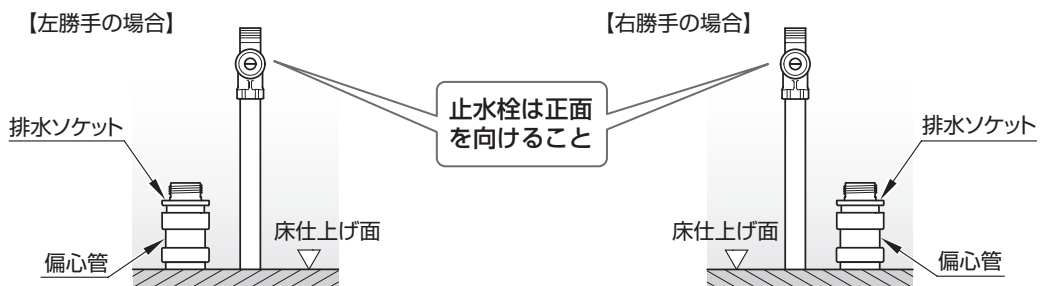 【左勝手の場合】
【右勝手の場合】
止水栓は正面
を向けること
排水ソケット
排水ソケット
床仕上げ面
床仕上げ面
偏心管
偏心管